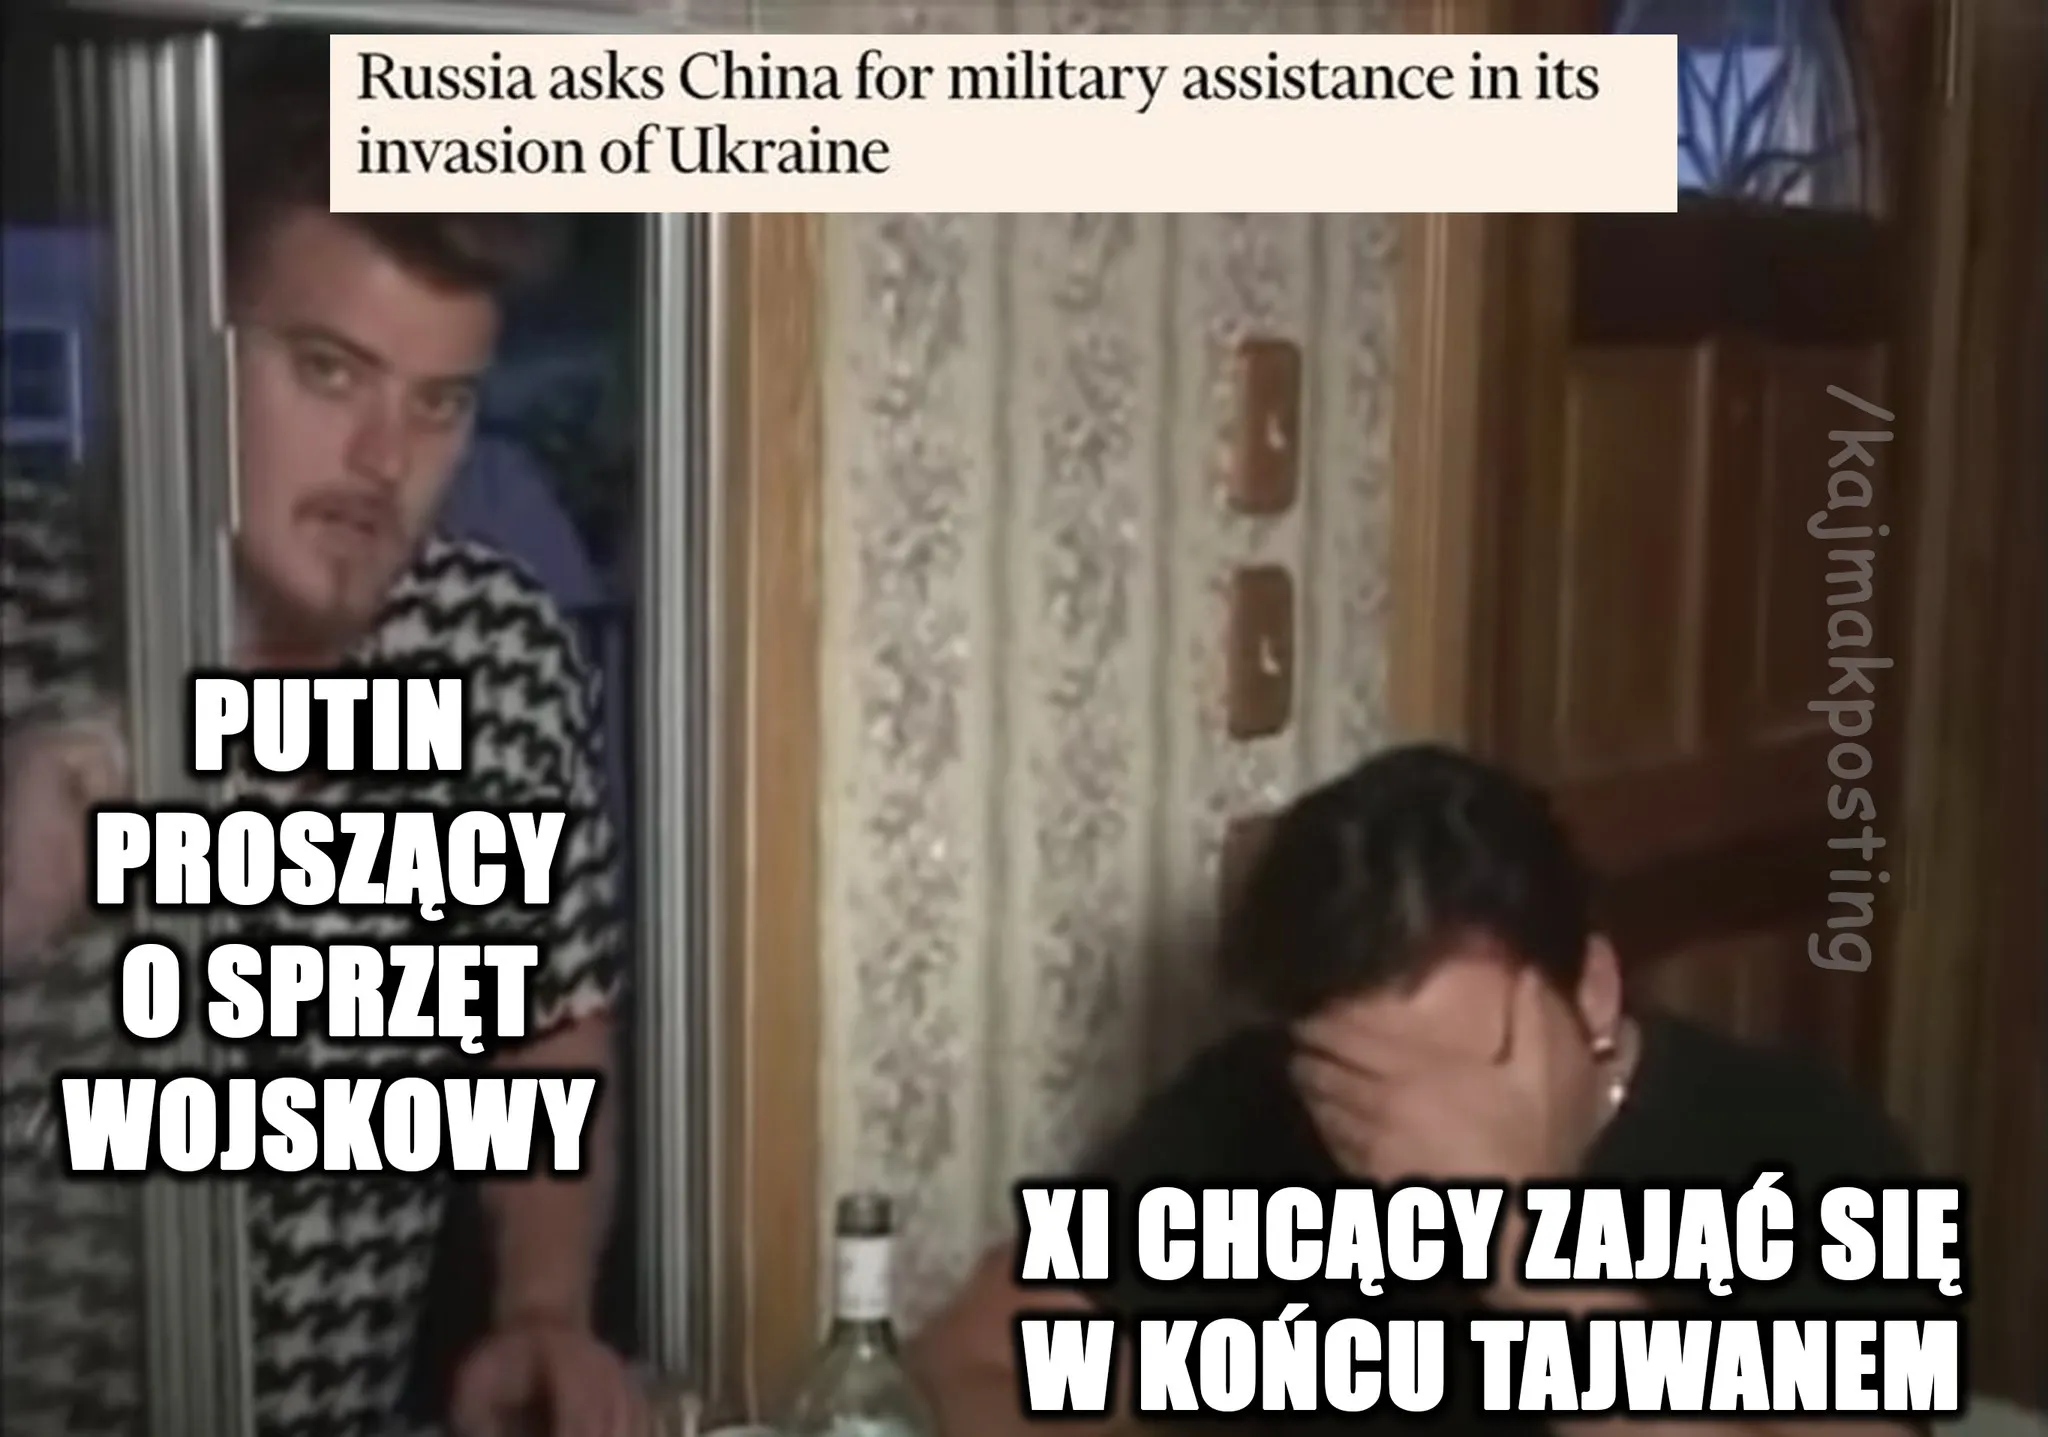 Russia asks China for military assistance in its
invasion of Ukraine
PUTIN
PROSZĄCY
O SPRZĘT
WOJSKOWY
XI CHCĄCY ZAJĄĆ SIĘ
W KOŃCU TAJWANEM
/kajmakposting